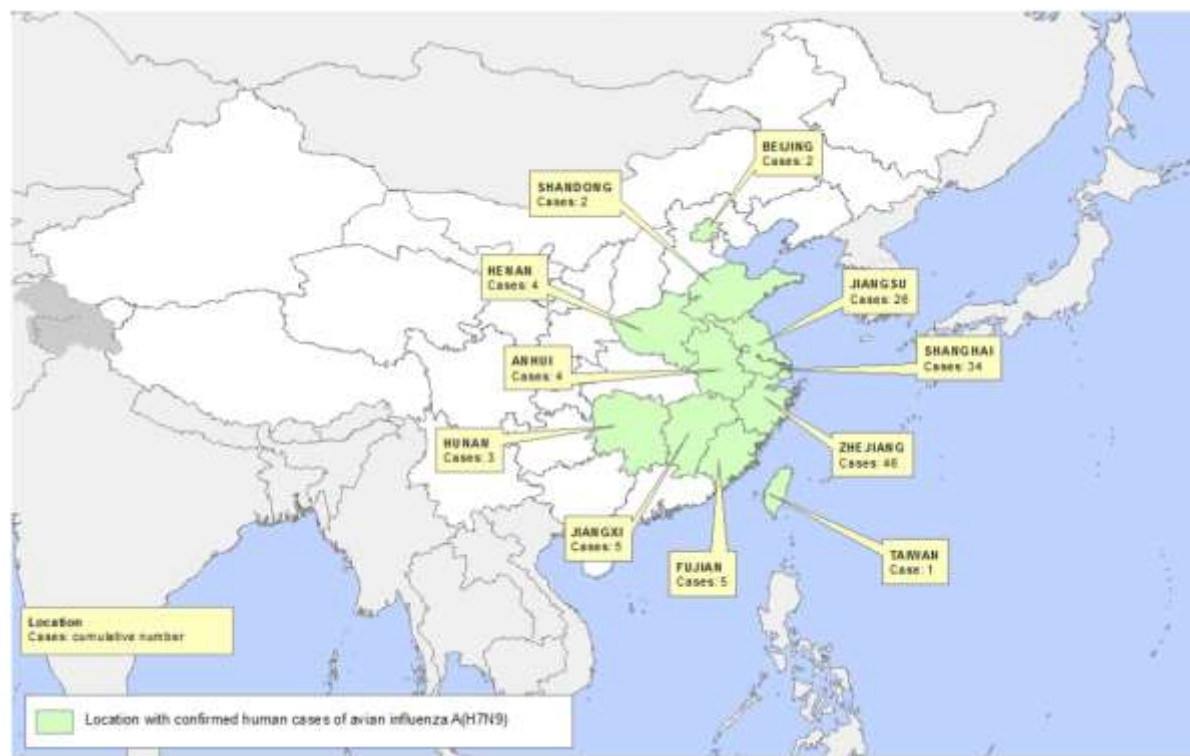 BEIJING
Cases: 2
SHANDONG
Cases: 2
HENAN
Cases: 4
JIANGSU
Cases: 26
SHANGHAI
Cases: 34
ANHUI
Cases: 4
HUNAN
Cases: 3
ZHEJIANG
Cases: 46
JIANGXI
Cases: 5
FUJIAN
Cases: 5
TAIWAN
Case: 1
Location
Cases: cumulative number
Location with confirmed human cases of avian influenza A(H7N9)